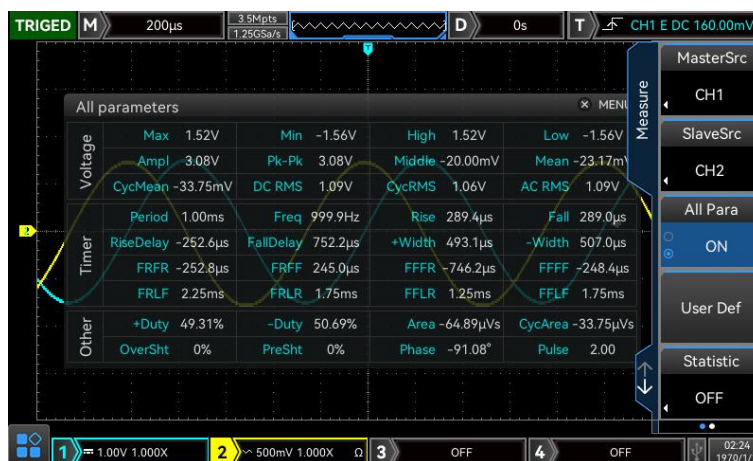 TRIGED M 200µs 3.5Mpts 1.25GSa/s D 0s T CH1 E DC 160.00mV
T
MasterSrc
CH1
Measure
SlaveSrc
CH2
All Para
ON
User Def
Statistic
OFF
All parameters MENU
Voltage
Max 1.52V Min -1.56V High 1.52V Low -1.56V
Ampl 3.08V Pk-Pk 3.08V Middle -20.00mV Mean -23.17mV
CycMean -33.75mV DC RMS 1.09V CycRMS 1.06V AC RMS 1.09V
Timer
Period 1.00ms Freq 999.9Hz Rise 289.4µs Fall 289.0µs
RiseDelay -252.6µs FallDelay 752.2µs +Width 493.1µs -Width 507.0µs
FRFR -252.8µs FRFF 245.0µs FFFR -746.2µs FFFF -248.4µs
FRLF 2.25ms FRLR 1.75ms FFLR 1.25ms FFLF 1.75ms
Other
+Duty 49.31% -Duty 50.69% Area -64.89µVs CycArea -33.75µVs
OverSht 0% PreSht 0% Phase -91.08° Pulse 2.00
2
1 1.00V 1.000X 2 500mV 1.000X Ω 3 OFF 4 OFF 02:24
1970/1/